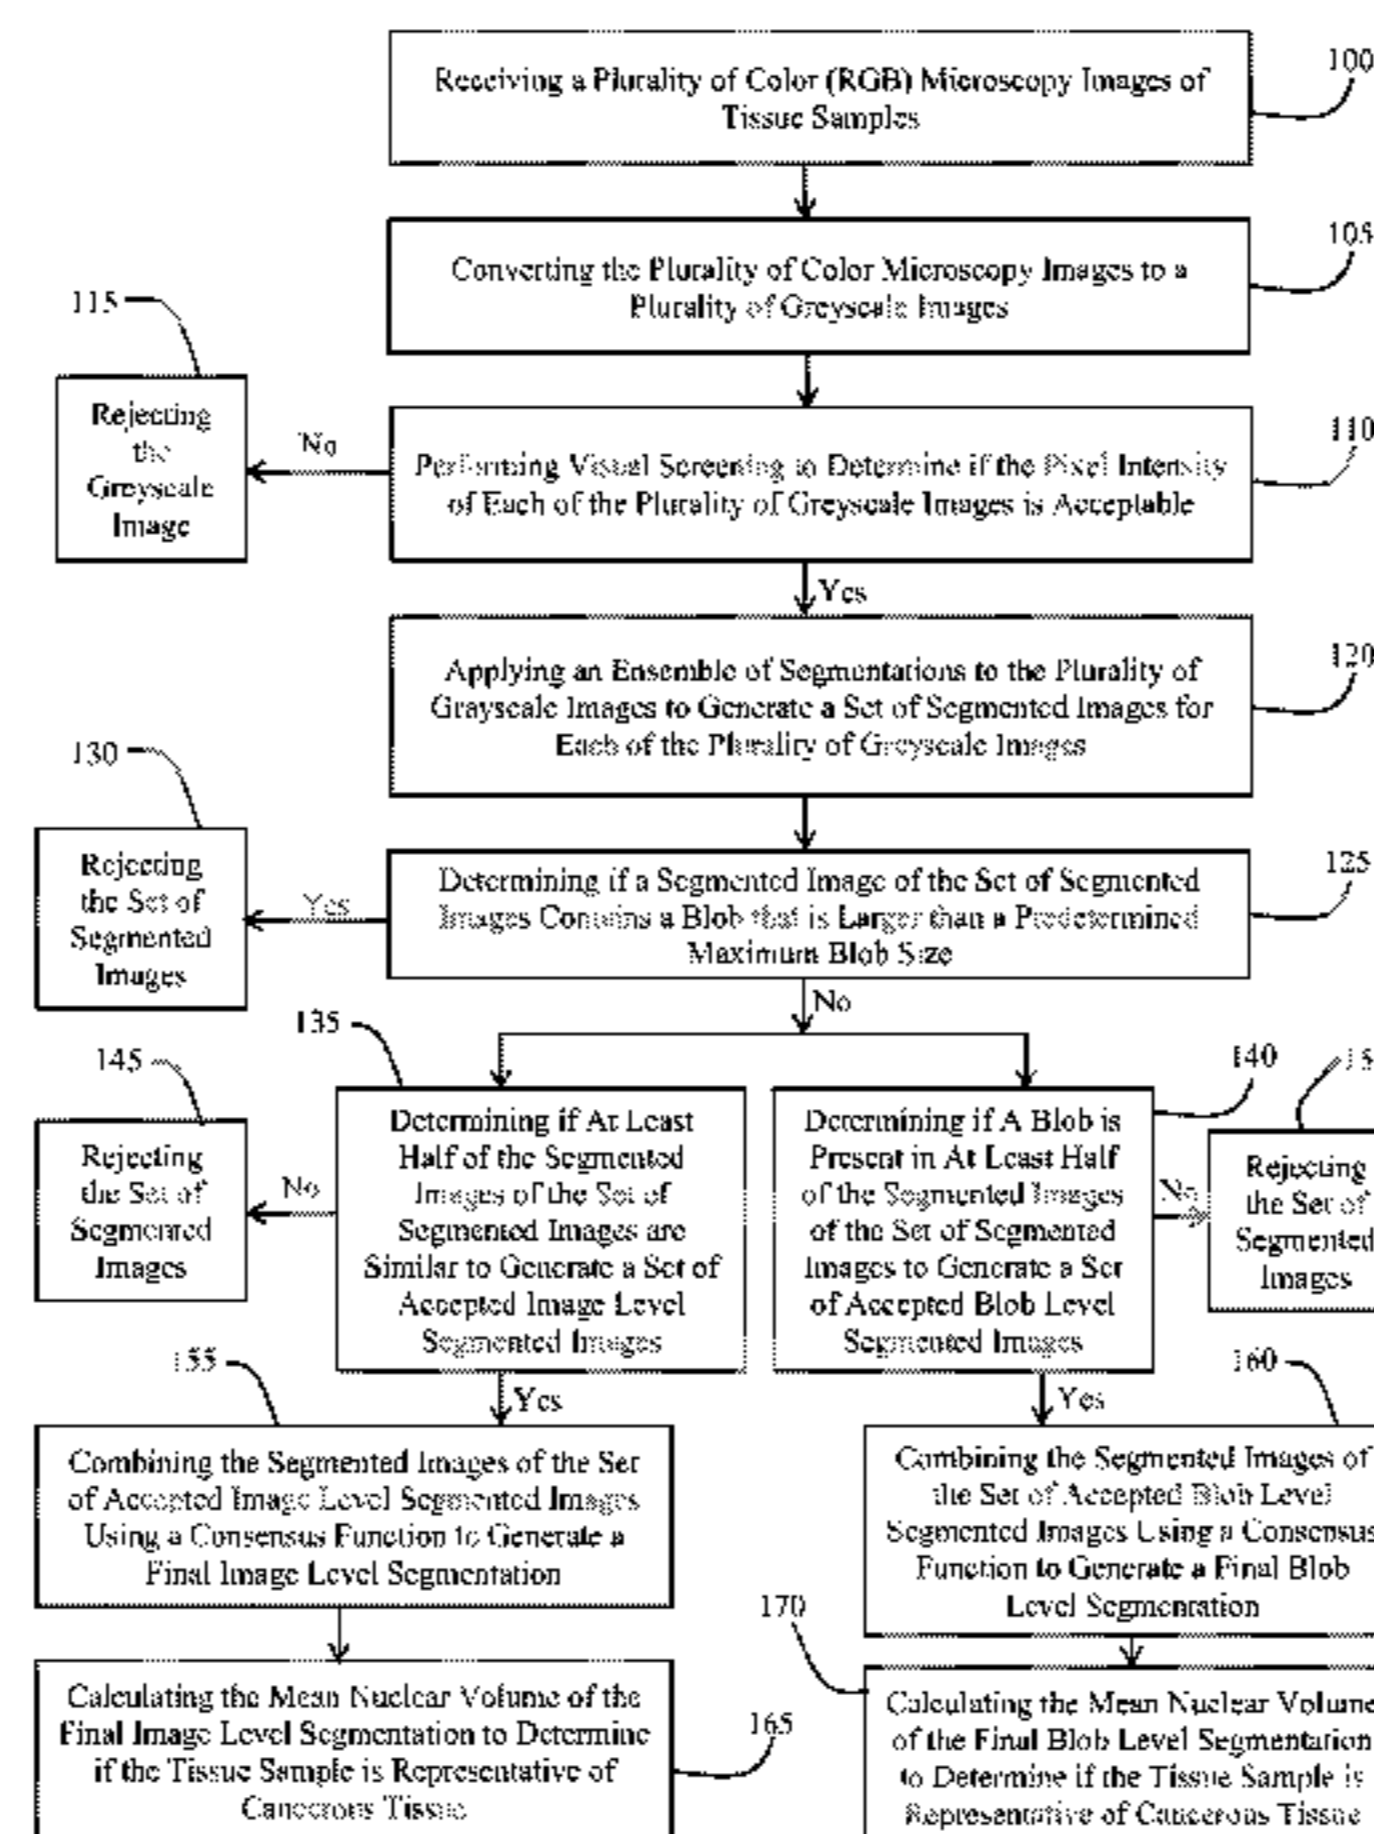 Receiving a Plurality of Color (RGB) Microscopy Images of
Tissue Samples
100
Converting the Plurality of Color Microscopy Images to a
Plurality of Greyscale Images
105
115
Rejecting
the
Greyscale
Image
No
Performing Visual Screening to Determine if the Pixel Intensity
of Each of the Plurality of Greyscale Images is Acceptable
110
Yes
Applying an Ensemble of Segmentations to the Plurality of
Grayscale Images to Generate a Set of Segmented Images for
Each of the Plurality of Greyscale Images
120
130
Rejecting
the Set of
Segmented
Images
Yes
Determining if a Segmented Image of the Set of Segmented
Images Contains a Blob that is Larger than a Predetermined
Maximum Blob Size
125
No
135
145
Rejecting
the Set of
Segmented
Images
No
Determining if At Least
Half of the Segmented
Images of the Set of
Segmented Images are
Similar to Generate a Set of
Accepted Image Level
Segmented Images
Determining if A Blob is
Present in At Least Half
of the Segmented Images
of the Set of Segmented
Images to Generate a Set
of Accepted Blob Level
Segmented Images
140
No
15
Rejecting
the Set of
Segmented
Images
155
Yes
Combining the Segmented Images of the Set
of Accepted Image Level Segmented Images
Using a Consensus Function to Generate a
Final Image Level Segmentation
Yes
160
Combining the Segmented Images of
the Set of Accepted Blob Level
Segmented Images Using a Consensus
Function to Generate a Final Blob
Level Segmentation
Calculating the Mean Nuclear Volume of the
Final Image Level Segmentation to Determine
if the Tissue Sample is Representative of
Cancerous Tissue
165
170
Calculating the Mean Nuclear Volume
of the Final Blob Level Segmentation
to Determine if the Tissue Sample is
Representative of Cancerous Tissue